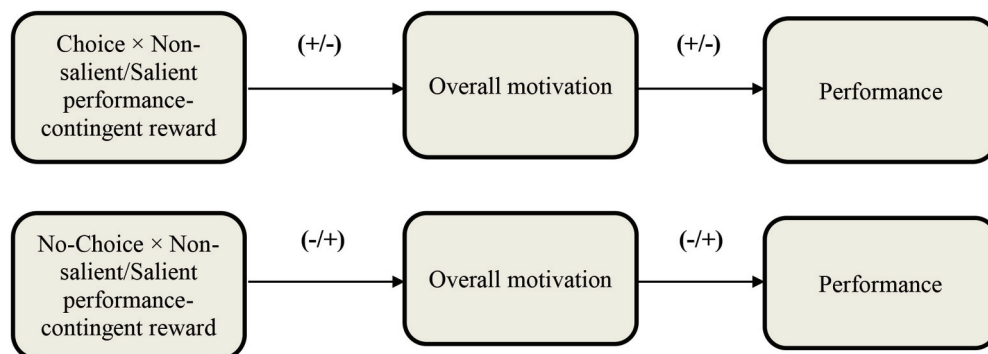 Choice × Non-
salient/Salient
performance-
contingent reward
(+/-)
Overall motivation
(+/-)
Performance
No-Choice × Non-
salient/Salient
performance-
contingent reward
(-/+)
Overall motivation
(-/+)
Performance